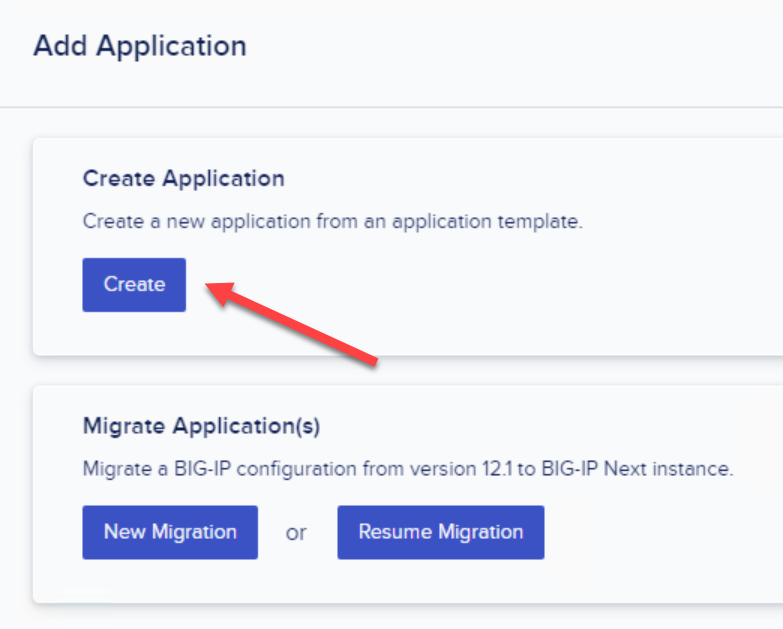 Add Application
Create Application
Create a new application from an application template.
Create
Migrate Application(s)
Migrate a BIG-IP configuration from version 12.1 to BIG-IP Next instance.
New Migration or Resume Migration